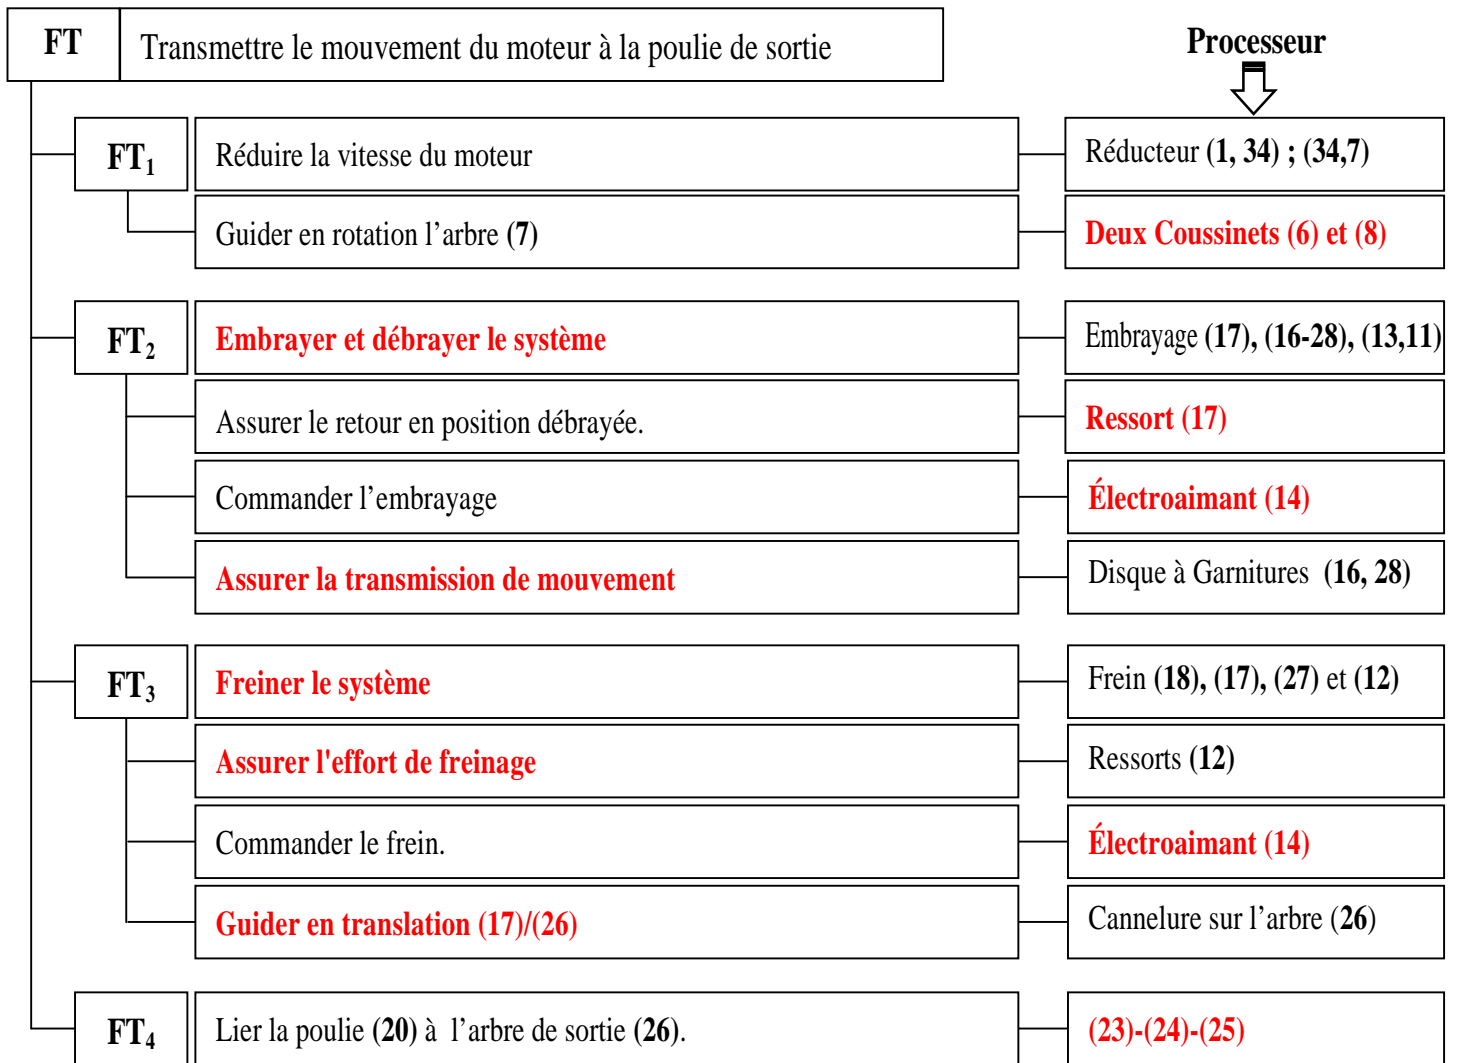 FT Transmettre le mouvement du moteur à la poulie de sortie
Processeur
FT1 Réduire la vitesse du moteur Réducteur (1, 34) ; (34,7)
Guider en rotation l’arbre (7) Deux Coussinets (6) et (8)
FT2 Embrayer et débrayer le système Embrayage (17), (16-28), (13,11)
Assurer le retour en position débrayée. Ressort (17)
Commander l’embrayage Électroaimant (14)
Assurer la transmission de mouvement Disque à Garnitures (16, 28)
FT3 Freiner le système Frein (18), (17), (27) et (12)
Assurer l'effort de freinage Ressorts (12)
Commander le frein. Électroaimant (14)
Guider en translation (17)/(26) Cannelure sur l’arbre (26)
FT4 Lier la poulie (20) à l’arbre de sortie (26). (23)-(24)-(25)